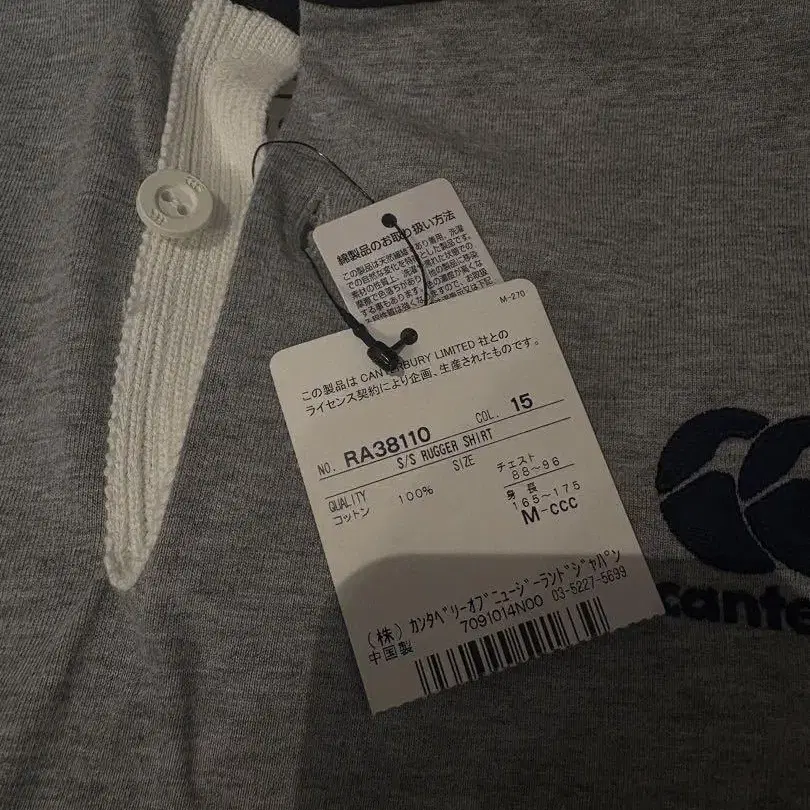 綿製品のお取り扱い方法
M-270
この製品は CANTERBURY LIMITED 社との
ライセンス契約により企画、生産されたものです。
NO. RA38110 COL. 15
S/S RUGGER SHIRT
QUALITY SIZE
コットン 100%
チェスト
88~96
身長
165~175
M-CCC
(株) カンタベリーオブニュージーランドジャパン
7091014N00 03-5227-5699
中国製
cante